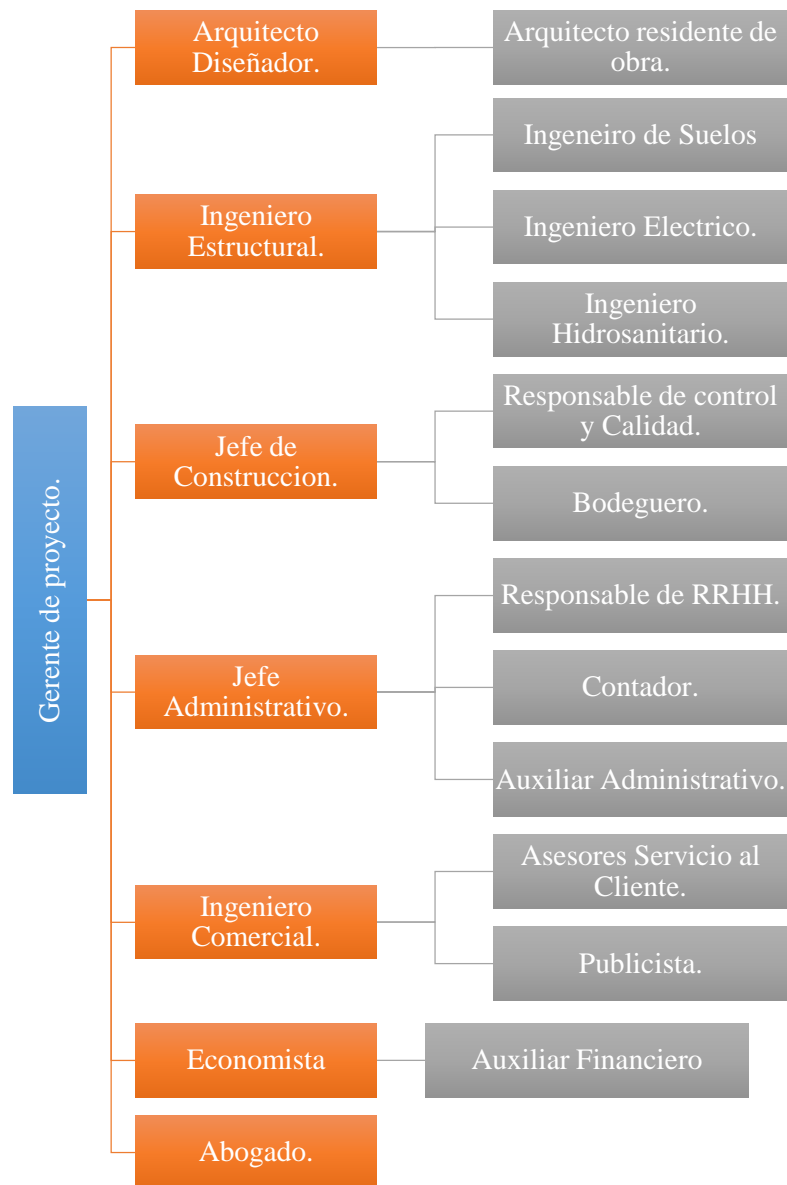 Gerente de proyecto.
Arquitecto
Diseñador.
Arquitecto residente de
obra.
Ingeniero
Estructural.
Ingeneiro de Suelos
Ingeniero Electrico.
Ingeniero
Hidrosanitario.
Jefe de
Construccion.
Responsable de control
y Calidad.
Bodeguero.
Jefe
Administrativo.
Responsable de RRHH.
Contador.
Auxiliar Administrativo.
Ingeniero
Comercial.
Asesores Servicio al
Cliente.
Publicista.
Economista
Auxiliar Financiero
Abogado.